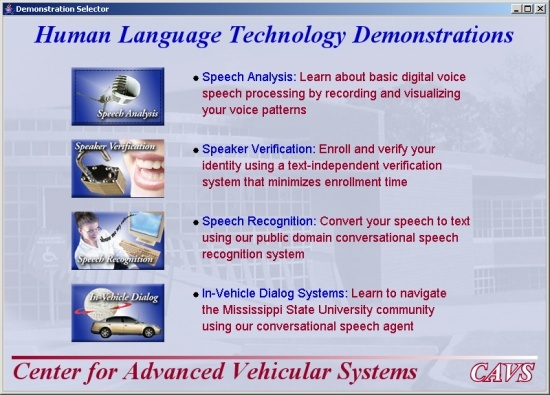 Demonstration Selector
Human Language Technology Demonstrations
Speech Analysis
• Speech Analysis: Learn about basic digital voice
speech processing by recording and visualizing
your voice patterns
Speaker Verification
• Speaker Verification: Enroll and verify your
identity using a text-independent verification
system that minimizes enrollment time
Speech Recognition
• Speech Recognition: Convert your speech to text
using our public domain conversational speech
recognition system
In-Vehicle Dialog
• In-Vehicle Dialog Systems: Learn to navigate
the Mississippi State University community
using our conversational speech agent
Center for Advanced Vehicular Systems
CAVS